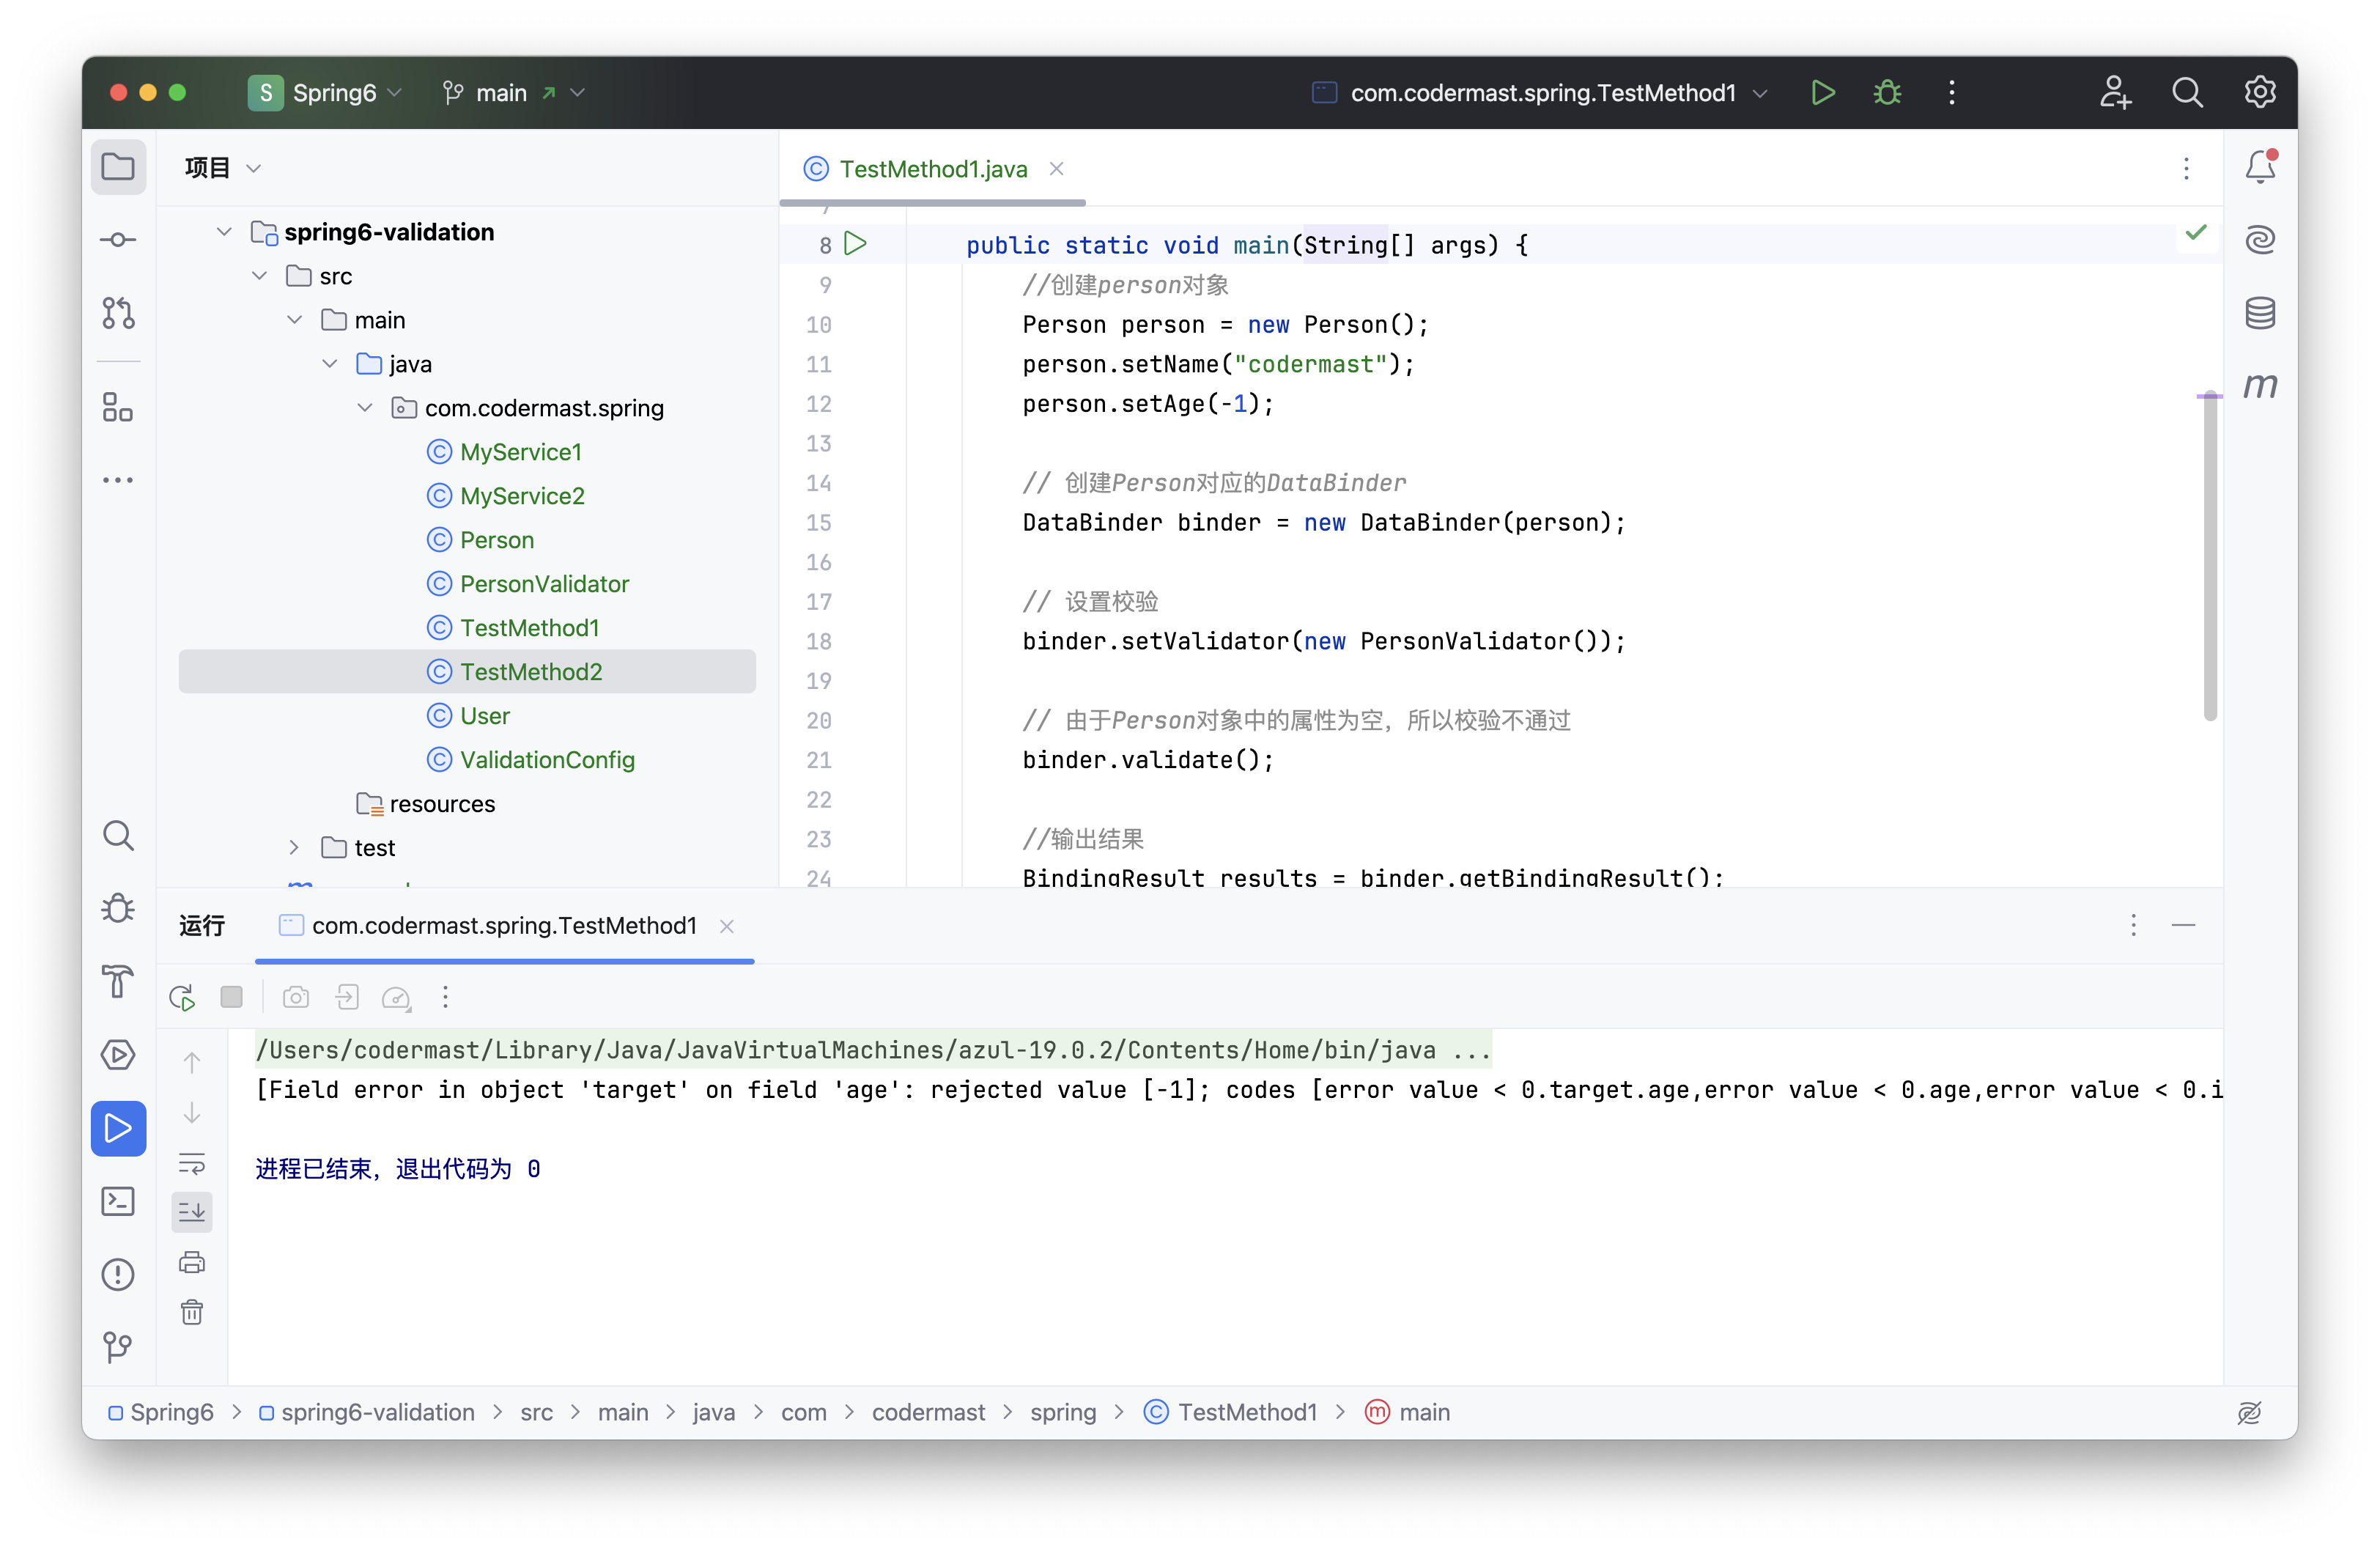 S Spring6 main com.codermast.spring.TestMethod1
项目
spring6-validation
src
main
java
com.codermast.spring
MyService1
MyService2
Person
PersonValidator
TestMethod1
TestMethod2
User
ValidationConfig
resources
test
TestMethod1.java
8 public static void main(String[] args) {
9 //创建person对象
10 Person person = new Person();
11 person.setName("codermast");
12 person.setAge(-1);
13
14 // 创建Person对应的DataBinder
15 DataBinder binder = new DataBinder(person);
16
17 // 设置校验
18 binder.setValidator(new PersonValidator());
19
20 // 由于Person对象中的属性为空，所以校验不通过
21 binder.validate();
22
23 //输出结果
24 BindingResult results = binder.getBindingResult();
m
运行 com.codermast.spring.TestMethod1
/Users/codermast/Library/Java/JavaVirtualMachines/azul-19.0.2/Contents/Home/bin/java ...
[Field error in object 'target' on field 'age': rejected value [-1]; codes [error value < 0.target.age,error value < 0.age,error value < 0.i
进程已结束，退出代码为 0
Spring6 > spring6-validation > src > main > java > com > codermast > spring > TestMethod1 > main